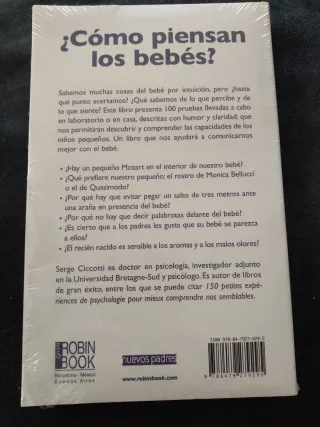 ¿Cómo piensan
los bebés?
Sabemos muchas cosas del bebé por intuición, pero ¿hasta
qué punto acertamos? ¿Qué sabemos de lo que percibe y de
lo que siente? Este libro presenta 100 pruebas llevadas a cabo
en laboratorio o en casa, descritas con humor y claridad, que
nos permitirán descubrir y comprender las capacidades de los
niños pequeños. Un libro que nos ayudará a comunicarnos
mejor con el bebé.
• ¿Hay un pequeño Mozart en el interior de nuestro bebé?
• ¿Qué prefiere nuestro pequeño: el rostro de Monica Bellucci
o el de Quasimodo?
• ¿Por qué hay que evitar pegar un salto de tres metros ante
una araña en presencia del bebé?
• ¿Por qué no hay que decir palabrotas delante del bebé?
• ¿Es cierto que a los padres les gusta que su bebé se parezca
a ellos?
• ¿El recién nacido es sensible a los aromas y a los malos olores?
Serge Ciccotti es doctor en psicología, investigador adjunto
en la Universidad Bretagne-Sud y psicólogo. Es autor de libros
de gran éxito, entre los que se puede citar 150 petites expé-
riences de psychologie pour mieux comprendre nos semblables.
ROBIN
BOOK
Barcelona - México
Buenos Aires
nuevos padres
www.robinbook.com